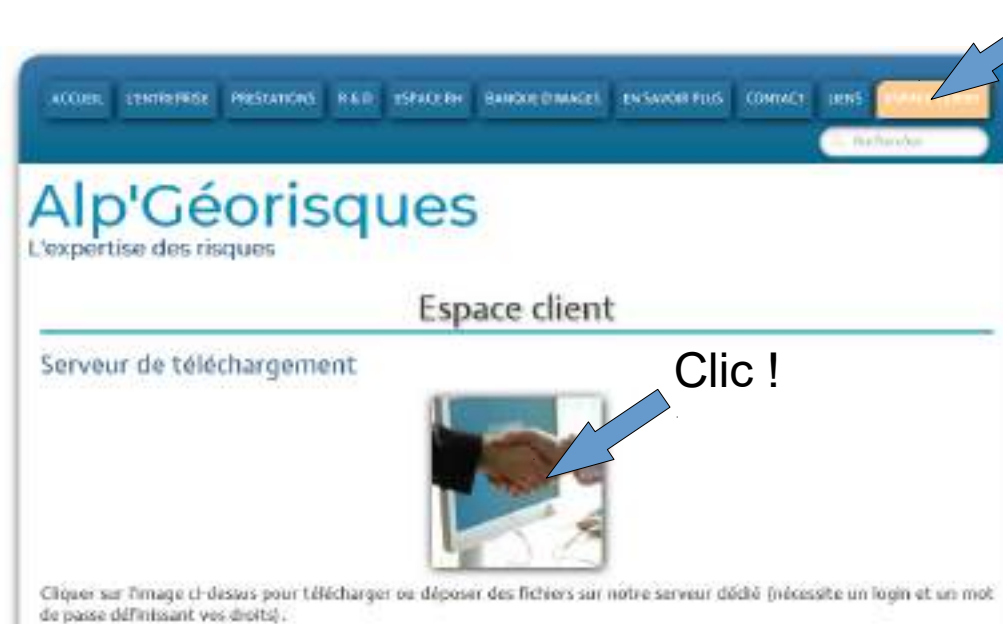 ACCUEIL L'ENTREPRISE PRESTATIONS R & D ESPACE RH BANQUE D'IMAGES EN SAVOIR PLUS CONTACT LIENS
Rechercher
Alp'Géorisques
L'expertise des risques
Espace client
Serveur de téléchargement
Clic !
Cliquer sur l'image ci-dessus pour télécharger ou déposer des fichiers sur notre serveur dédié (nécessite un login et un mot
de passe définissant vos droits).